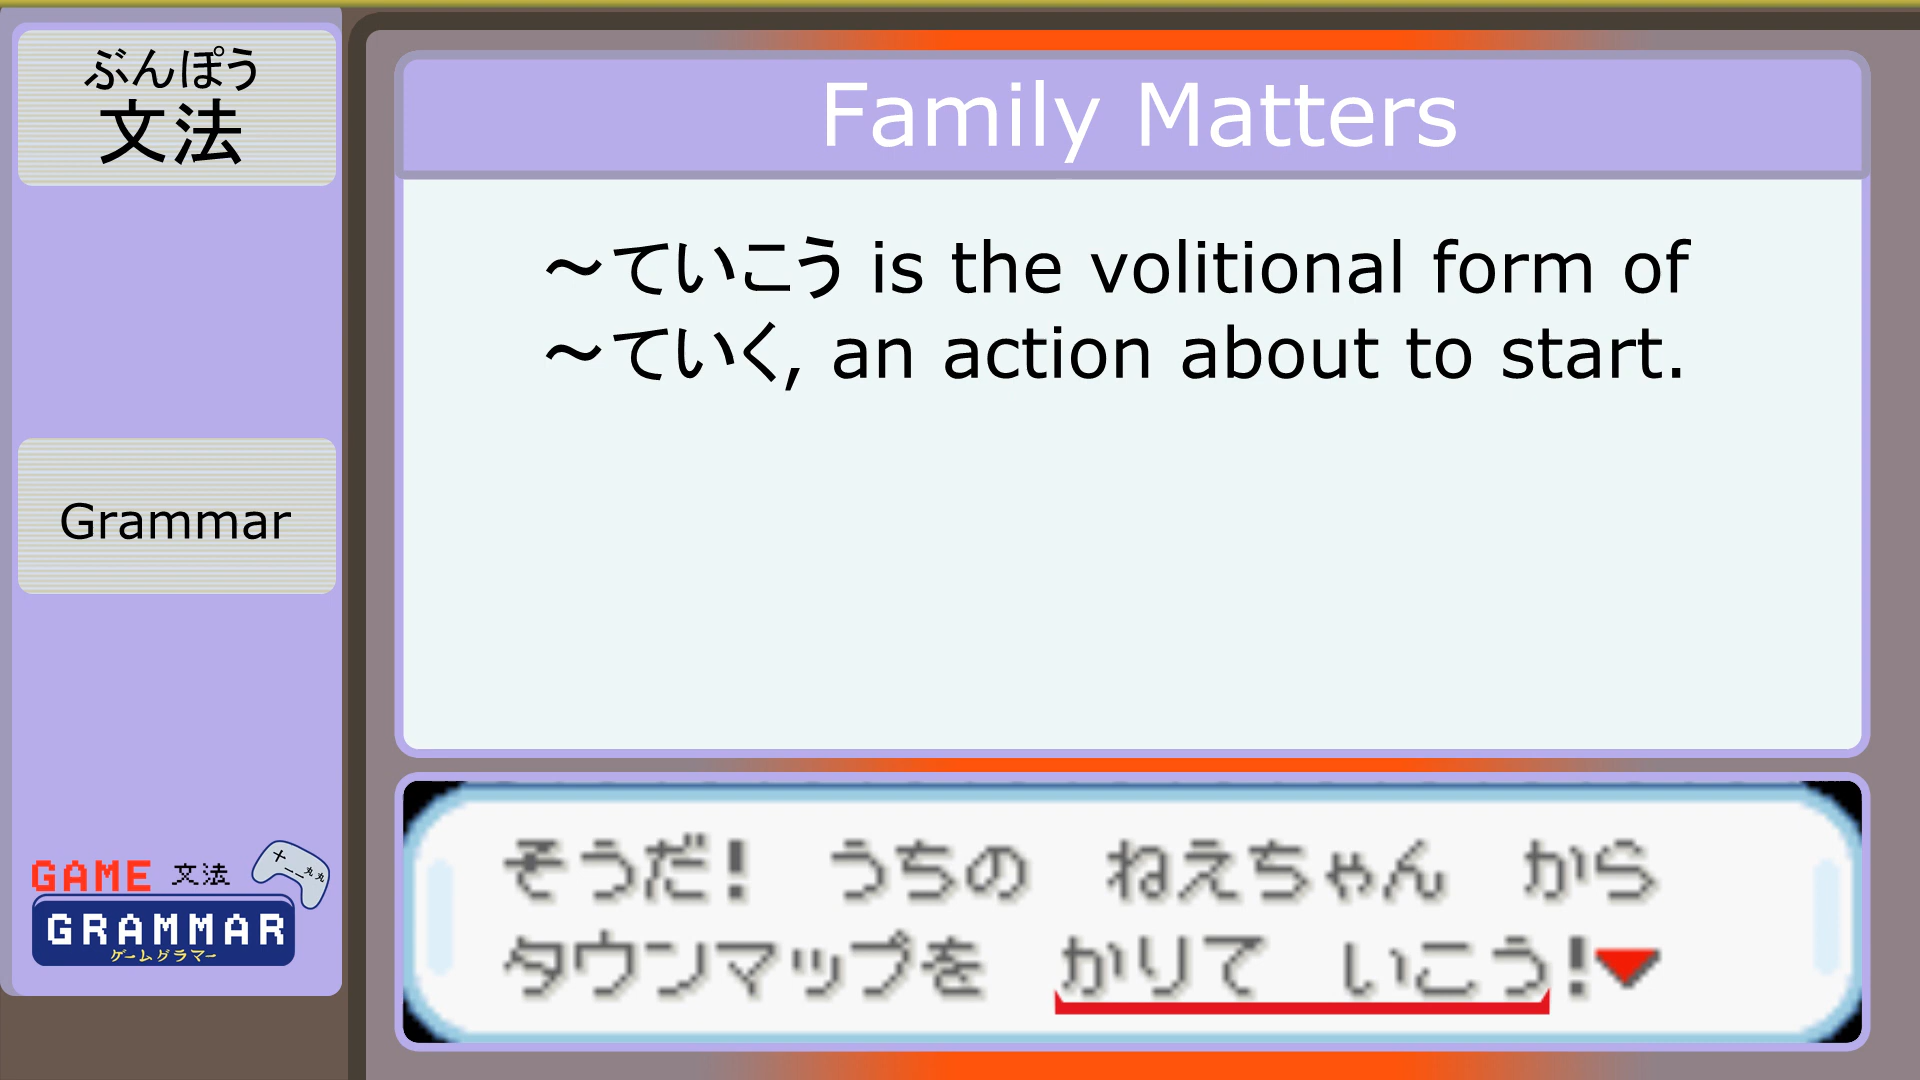 ぶんぽう
文法
Grammar
GAME 文法
GRAMMAR
ゲームグラマー
Family Matters
〜ていこう is the volitional form of
〜ていく, an action about to start.
そうだ! うちの ねえちゃん から
タウンマップを かりて いこう!